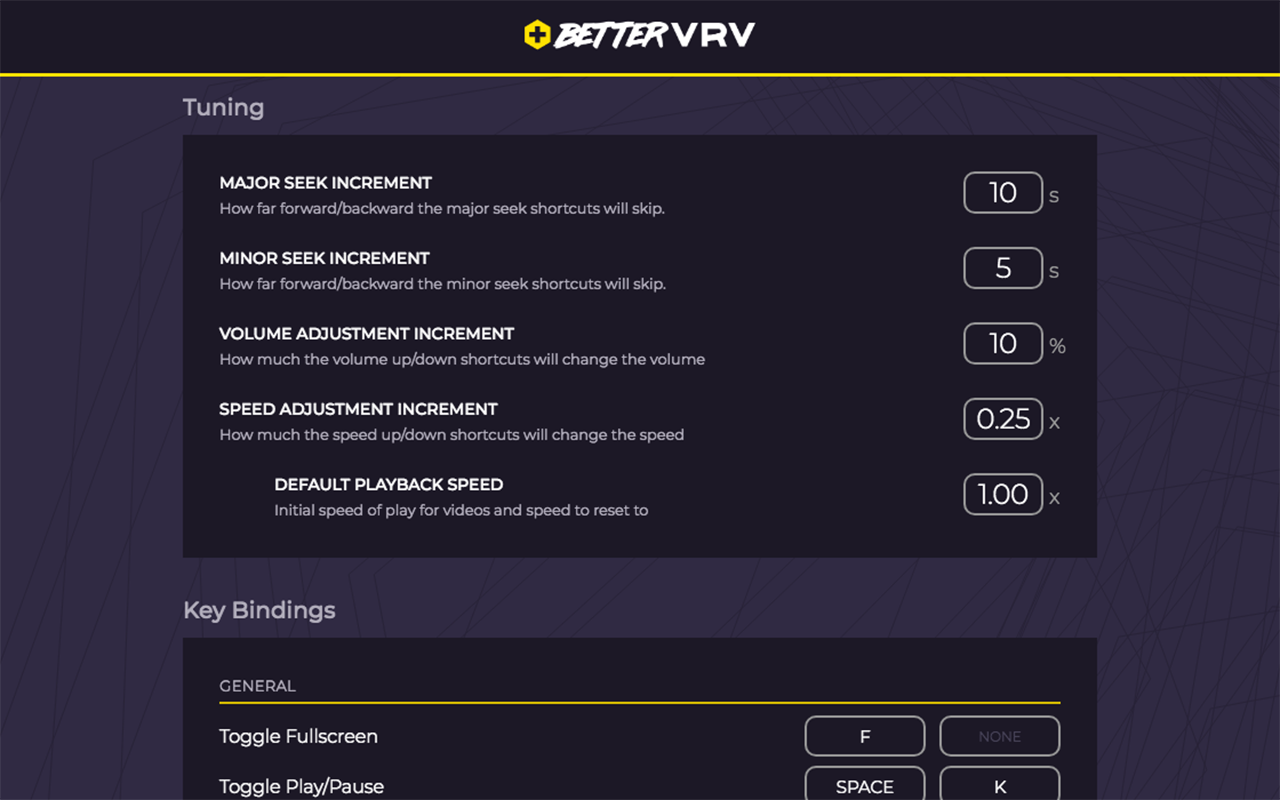 BETTER VRV
Tuning
MAJOR SEEK INCREMENT
How far forward/backward the major seek shortcuts will skip.
10 s
MINOR SEEK INCREMENT
How far forward/backward the minor seek shortcuts will skip.
5 s
VOLUME ADJUSTMENT INCREMENT
How much the volume up/down shortcuts will change the volume
10 %
SPEED ADJUSTMENT INCREMENT
How much the speed up/down shortcuts will change the speed
0.25 x
DEFAULT PLAYBACK SPEED
Initial speed of play for videos and speed to reset to
1.00 x
Key Bindings
GENERAL
Toggle Fullscreen F NONE
Toggle Play/Pause SPACE K